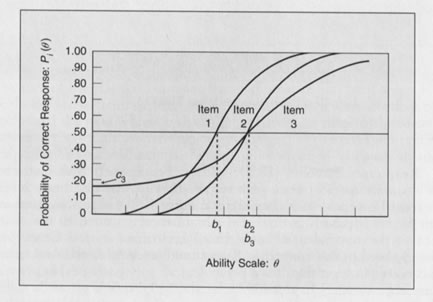 Probability of Correct Response: Pi(θ)
1.00
.90
.80
.70
.60
.50
.40
.30
.20
.10
0
Item 1
Item 2
Item 3
c3
b1
b2
b3
Ability Scale: θ